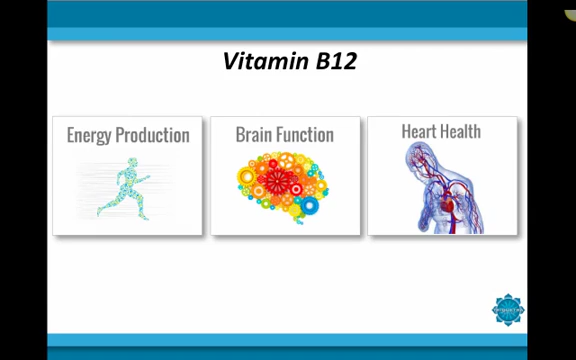 Vitamin B12
Energy Production
Brain Function
Heart Health